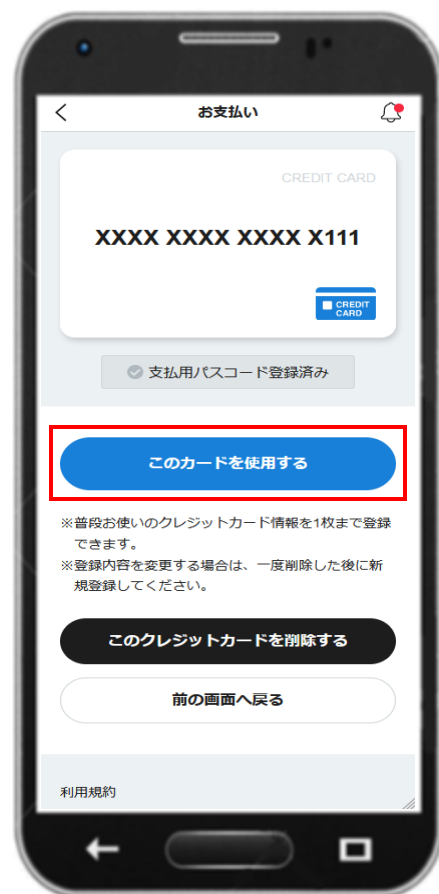 お支払い
CREDIT CARD
XXXX XXXX XXXX X111
CREDIT
CARD
支払用パスコード登録済み
このカードを使用する
※普段お使いのクレジットカード情報を1枚まで登録
できます。
※登録内容を変更する場合は、一度削除した後に新
規登録してください。
このクレジットカードを削除する
前の画面へ戻る
利用規約